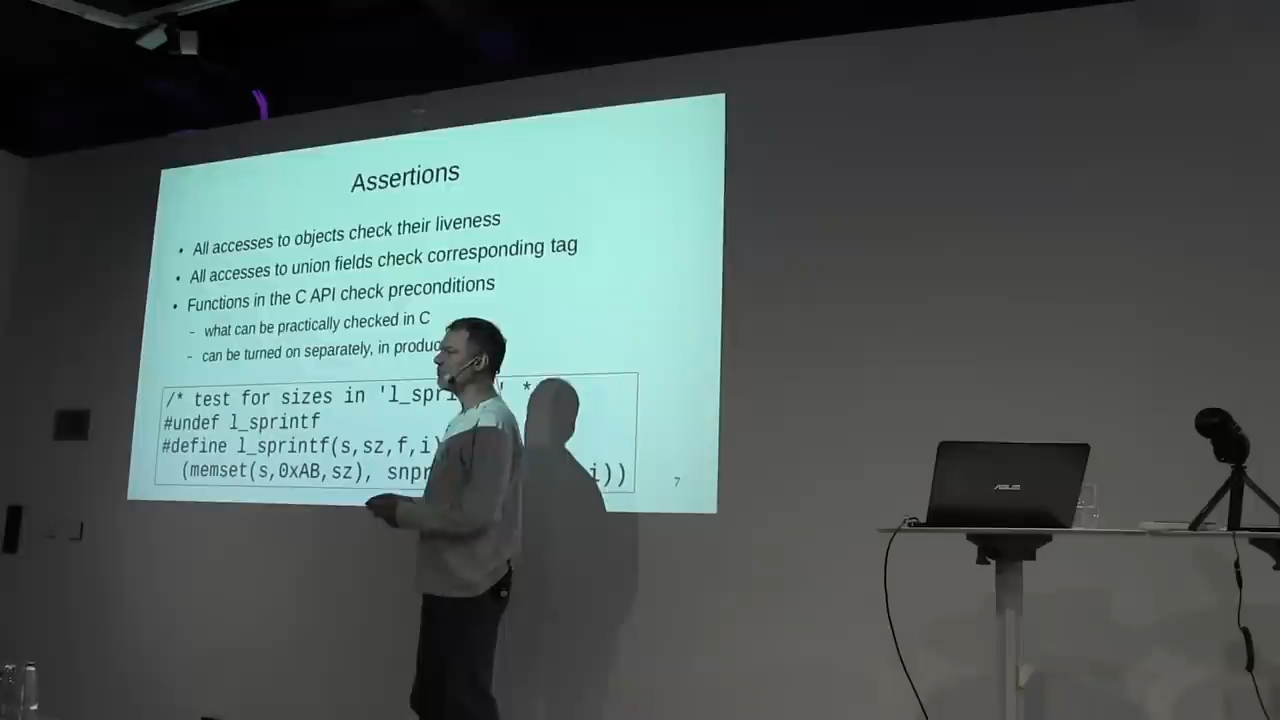 Assertions
• All accesses to objects check their liveness
• All accesses to union fields check corresponding tag
• Functions in the C API check preconditions
– what can be practically checked in C
– can be turned on separately, in
/* test for sizes in ' *
#undef l_sprintf
#define l_sprintf(s,sz,f,i)
(memset(s,0xAB,sz), i))
7
ASUS